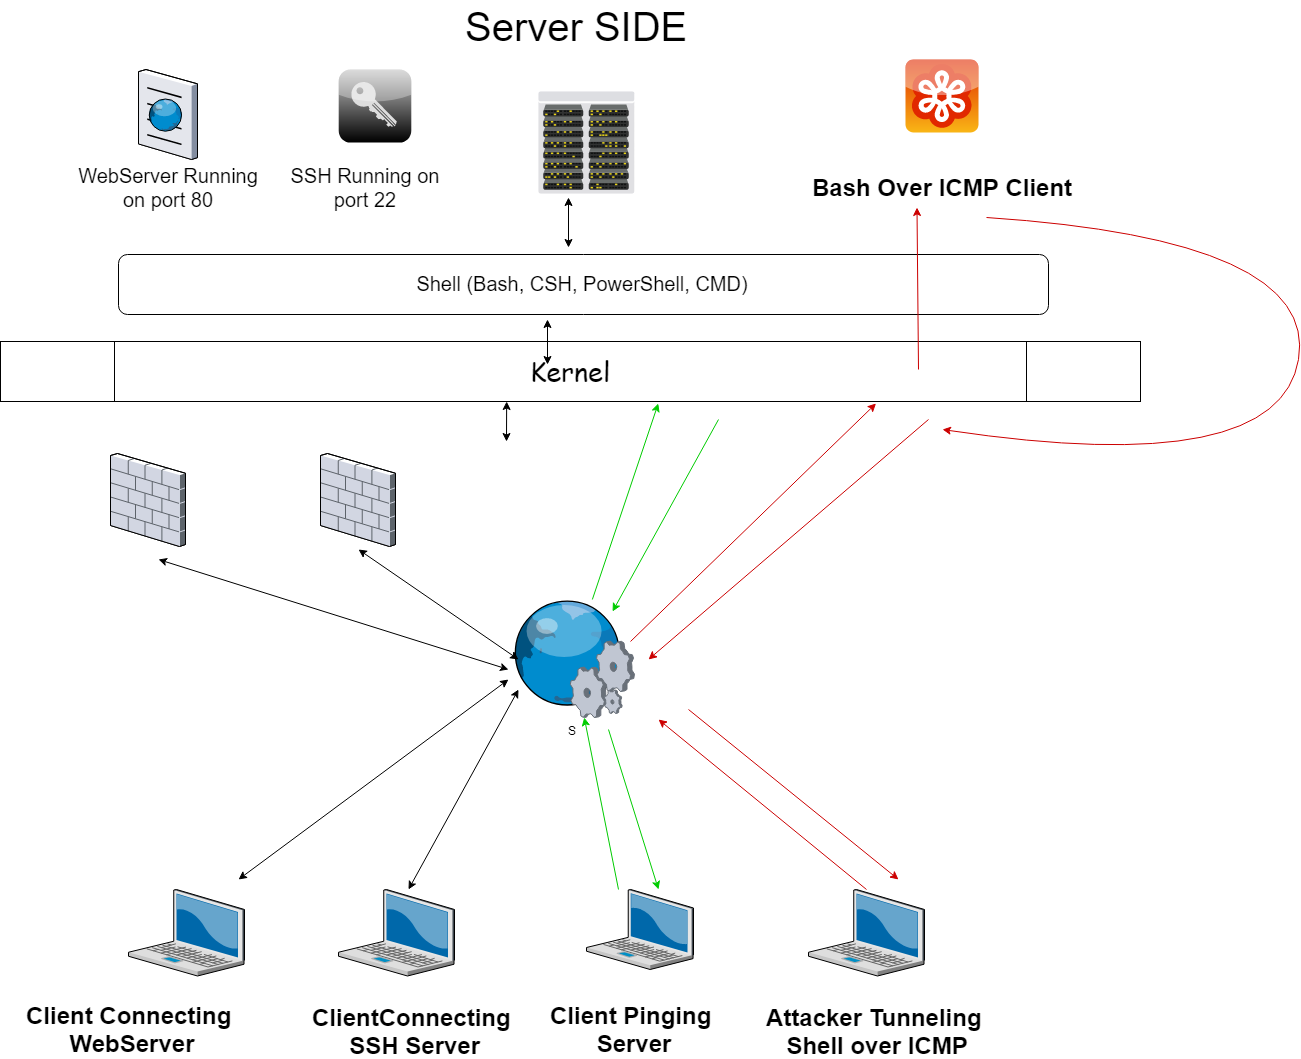 Server SIDE
WebServer Running
on port 80
SSH Running on
port 22
Bash Over ICMP Client
Shell (Bash, CSH, PowerShell, CMD)
Kernel
S
Client Connecting
WebServer
ClientConnecting
SSH Server
Client Pinging
Server
Attacker Tunneling
Shell over ICMP